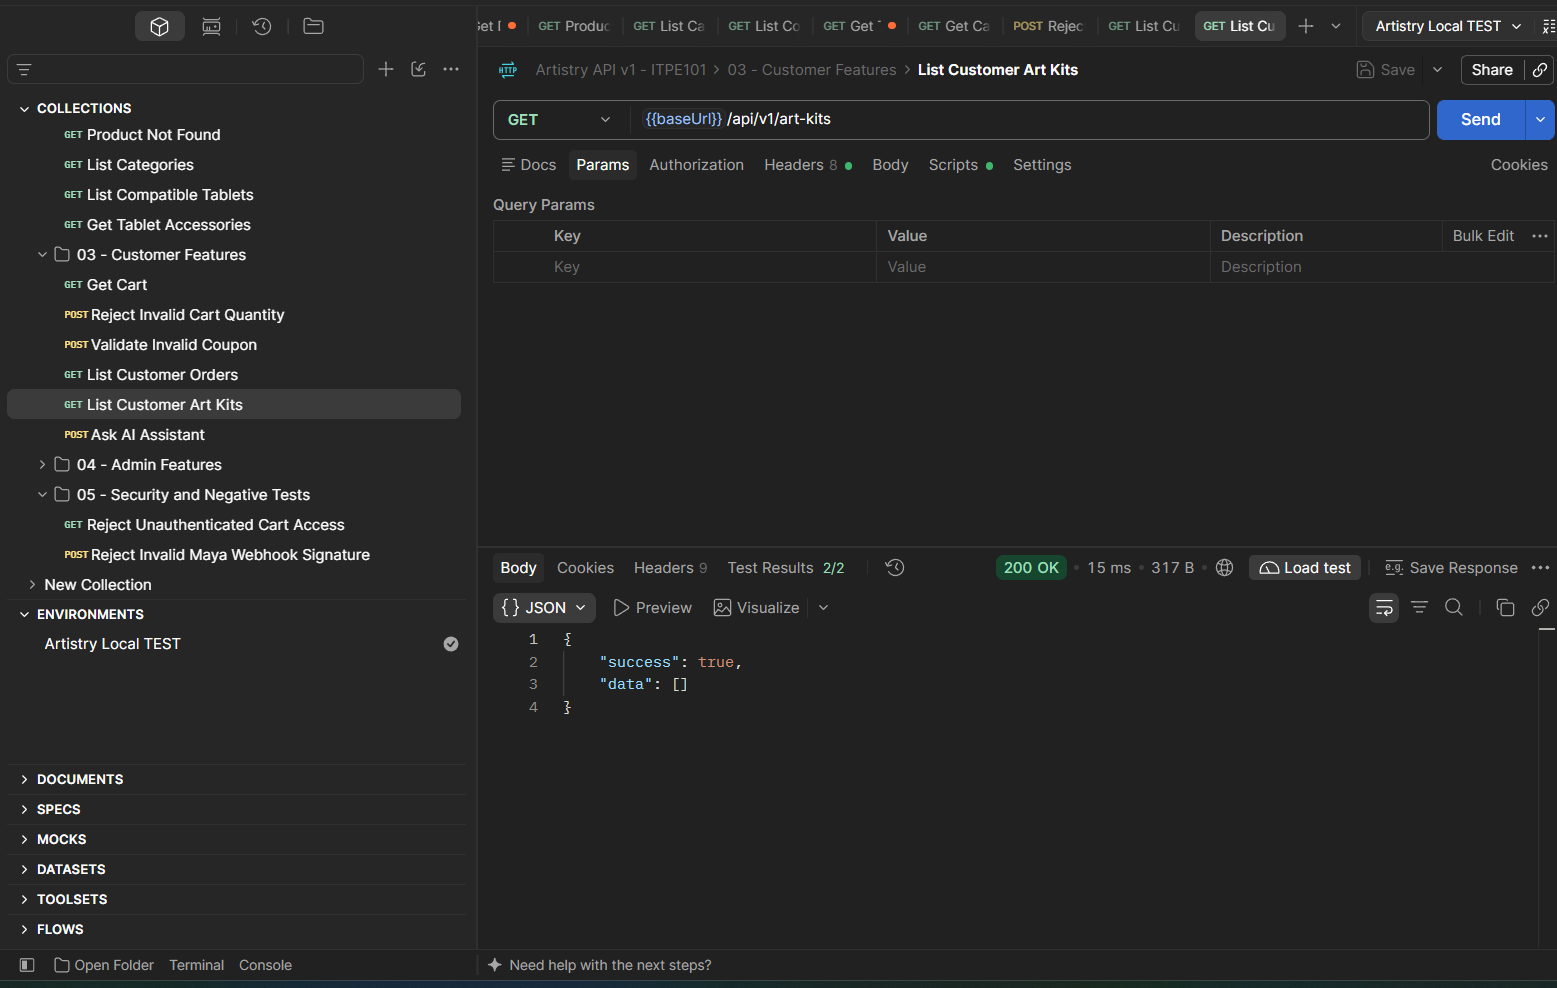 GET Produc
GET List Ca
GET List Co
GET Get
GET Get Ca
POST Rejec
GET List Cu
GET List Cu
Artistry Local TEST
HTTP Artistry API v1 - ITPE101 > 03 - Customer Features > List Customer Art Kits
Save
Share
COLLECTIONS
GET Product Not Found
GET List Categories
GET List Compatible Tablets
GET Get Tablet Accessories
03 - Customer Features
GET Get Cart
POST Reject Invalid Cart Quantity
POST Validate Invalid Coupon
GET List Customer Orders
GET List Customer Art Kits
POST Ask AI Assistant
04 - Admin Features
05 - Security and Negative Tests
GET Reject Unauthenticated Cart Access
POST Reject Invalid Maya Webhook Signature
New Collection
ENVIRONMENTS
Artistry Local TEST
DOCUMENTS
SPECS
MOCKS
DATASETS
TOOLSETS
FLOWS
GET {{baseUrl}} /api/v1/art-kits
Send
Docs Params Authorization Headers 8 Body Scripts Settings Cookies
Query Params
Key Value Description Bulk Edit
Key Value Description
Body Cookies Headers 9 Test Results 2/2 200 OK • 15 ms • 317 B • Load test e.g. Save Response
{} JSON Preview Visualize
1 {
2 "success": true,
3 "data": []
4 }
Open Folder Terminal Console
Need help with the next steps?